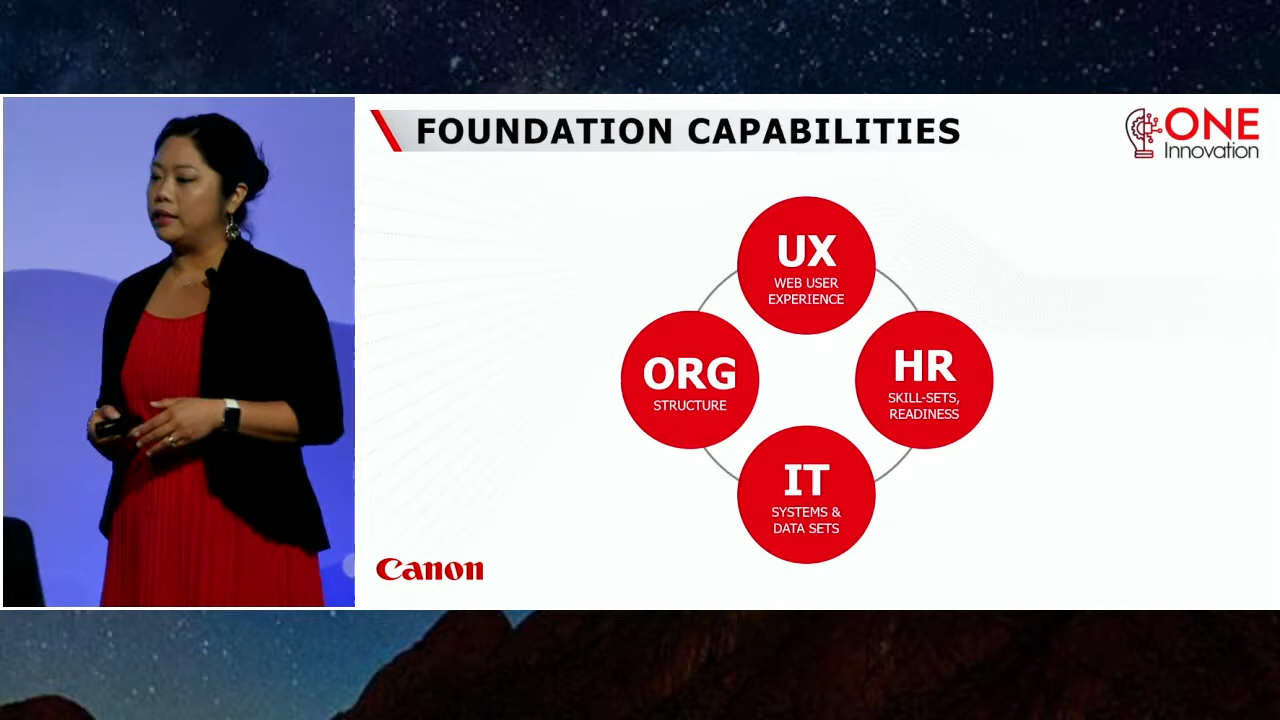 FOUNDATION CAPABILITIES
ONE
Innovation
UX
WEB USER
EXPERIENCE
ORG
STRUCTURE
HR
SKILL-SETS,
READINESS
IT
SYSTEMS &
DATA SETS
Canon